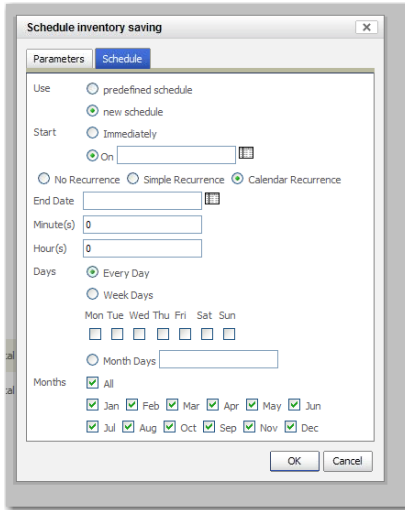 Schedule inventory saving
Parameters Schedule
Use predefined schedule
new schedule
Start Immediately
On
No Recurrence Simple Recurrence Calendar Recurrence
End Date
Minute(s) 0
Hour(s) 0
Days Every Day
Week Days
Mon Tue Wed Thu Fri Sat Sun
Month Days
Months All
Jan Feb Mar Apr May Jun
Jul Aug Oct Sep Nov Dec
OK Cancel